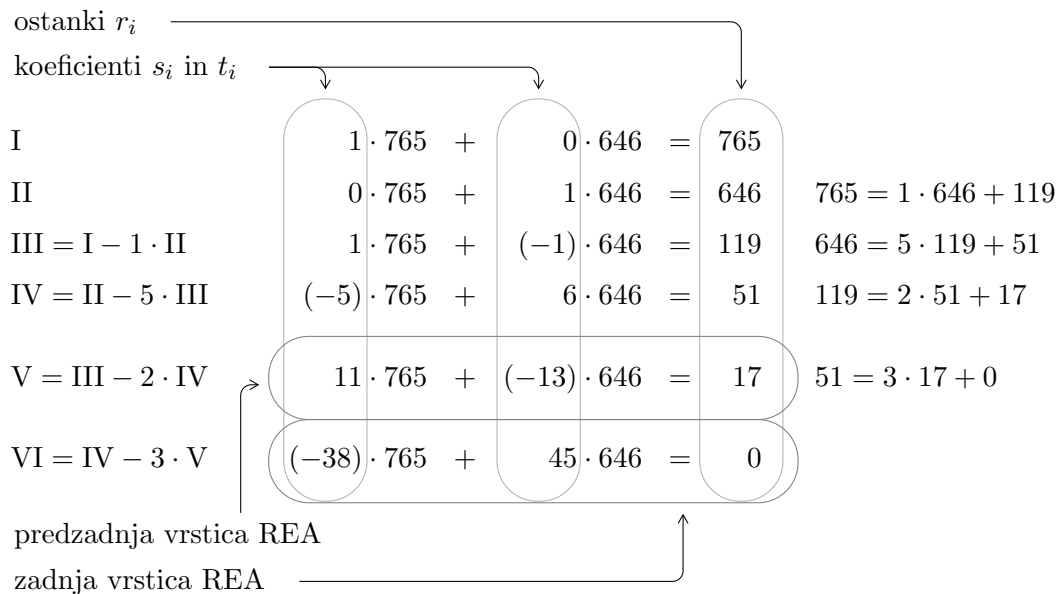 ostanki rᵢ
koeficienti sᵢ in tᵢ
I 1 · 765 + 0 · 646 = 765
II 0 · 765 + 1 · 646 = 646 765 = 1 · 646 + 119
III = I − 1 · II 1 · 765 + (−1) · 646 = 119 646 = 5 · 119 + 51
IV = II − 5 · III (−5) · 765 + 6 · 646 = 51 119 = 2 · 51 + 17
V = III − 2 · IV 11 · 765 + (−13) · 646 = 17 51 = 3 · 17 + 0
VI = IV − 3 · V (−38) · 765 + 45 · 646 = 0
predzadnja vrstica REA
zadnja vrstica REA